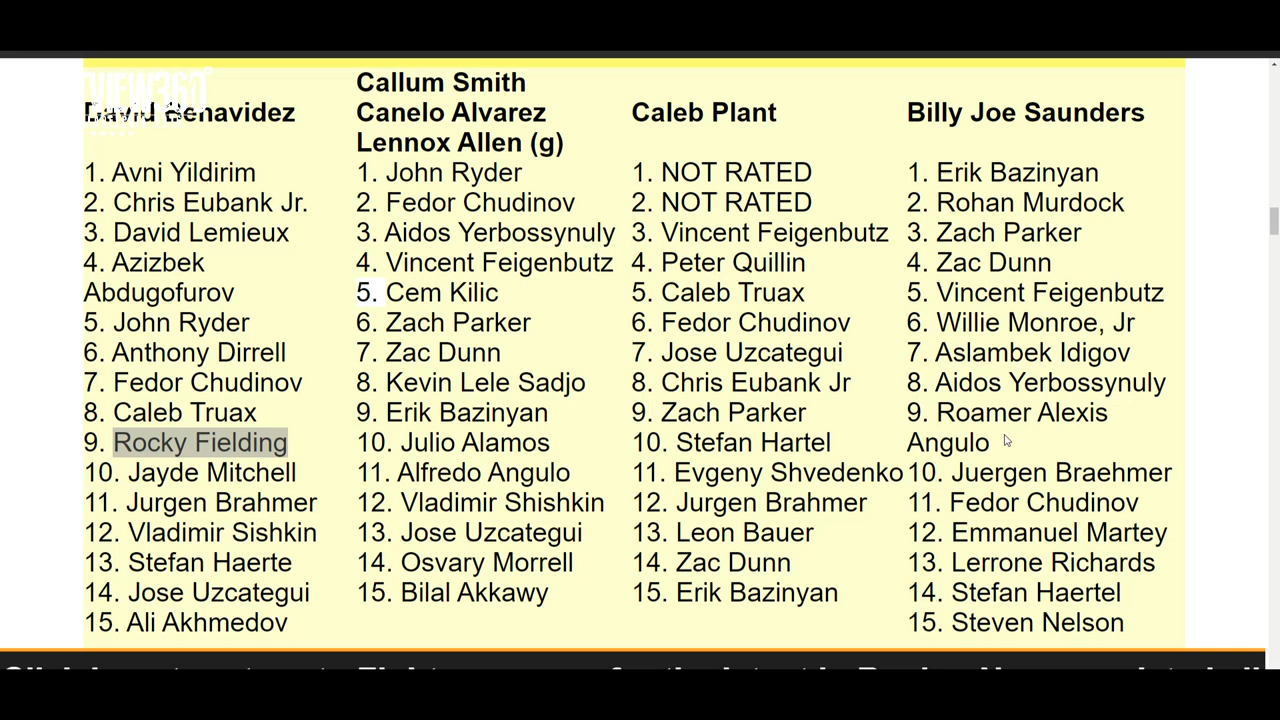 VIEW360°
David Benavidez
1. Avni Yildirim
2. Chris Eubank Jr.
3. David Lemieux
4. Azizbek
Abdugofurov
5. John Ryder
6. Anthony Dirrell
7. Fedor Chudinov
8. Caleb Truax
9. Rocky Fielding
10. Jayde Mitchell
11. Jurgen Brahmer
12. Vladimir Sishkin
13. Stefan Haerte
14. Jose Uzcategui
15. Ali Akhmedov
Callum Smith
Canelo Alvarez
Lennox Allen (g)
1. John Ryder
2. Fedor Chudinov
3. Aidos Yerbossynuly
4. Vincent Feigenbutz
5. Cem Kilic
6. Zach Parker
7. Zac Dunn
8. Kevin Lele Sadjo
9. Erik Bazinyan
10. Julio Alamos
11. Alfredo Angulo
12. Vladimir Shishkin
13. Jose Uzcategui
14. Osvary Morrell
15. Bilal Akkawy
Caleb Plant
1. NOT RATED
2. NOT RATED
3. Vincent Feigenbutz
4. Peter Quillin
5. Caleb Truax
6. Fedor Chudinov
7. Jose Uzcategui
8. Chris Eubank Jr
9. Zach Parker
10. Stefan Hartel
11. Evgeny Shvedenko
12. Jurgen Brahmer
13. Leon Bauer
14. Zac Dunn
15. Erik Bazinyan
Billy Joe Saunders
1. Erik Bazinyan
2. Rohan Murdock
3. Zach Parker
4. Zac Dunn
5. Vincent Feigenbutz
6. Willie Monroe, Jr
7. Aslambek Idigov
8. Aidos Yerbossynuly
9. Roamer Alexis
Angulo
10. Juergen Braehmer
11. Fedor Chudinov
12. Emmanuel Martey
13. Lerrone Richards
14. Stefan Haertel
15. Steven Nelson